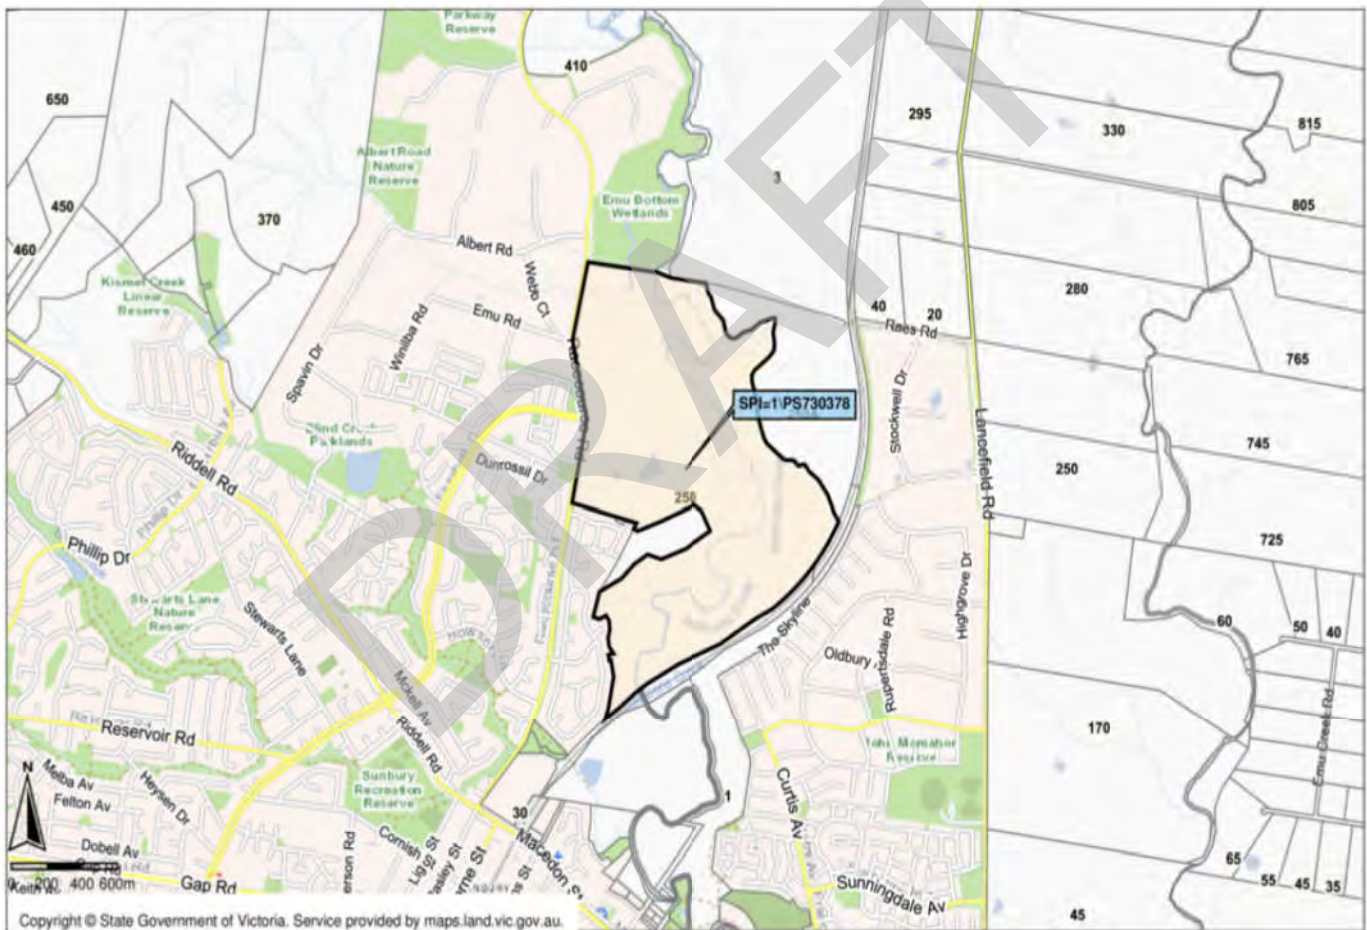 Parkway
Reserve
410
650
295
330
815
Albert Road
Nature
Reserve
3
450
370
Emu Bottom
Wetlands
805
460
Albert Rd
Kismet Creek
Linear
Reserve
Webb Ct
280
40
20
Emu Rd
Raes Rd
Winilba Rd
Spavin Dr
765
SPI=1\PS730378
Stockwell Dr
Lancefield Rd
Parklands
Riddell Rd
745
Dunrossil Dr
250
Phillip Dr
725
Phillip Dr
Highgrove Dr
Nature
Stewarts Lane
The Skyline
60
50
40
Rupertsdale Rd
Oldbury
Mckell Av
Emu Creek Rd
Reservoir Rd
Riddell Rd
170
Reserve
N
Melba Av
Felton Av
Heysen Dr
Sunbury
Recreation
Reserve
30
1
Curtis Av
Cornish St
Macedon St
Dobell Av
65
0 200 400 600m
Gap Rd
Sunningdale Av
55
45
35
45
Copyright © State Government of Victoria. Service provided by maps.land.vic.gov.au.
DRAFT